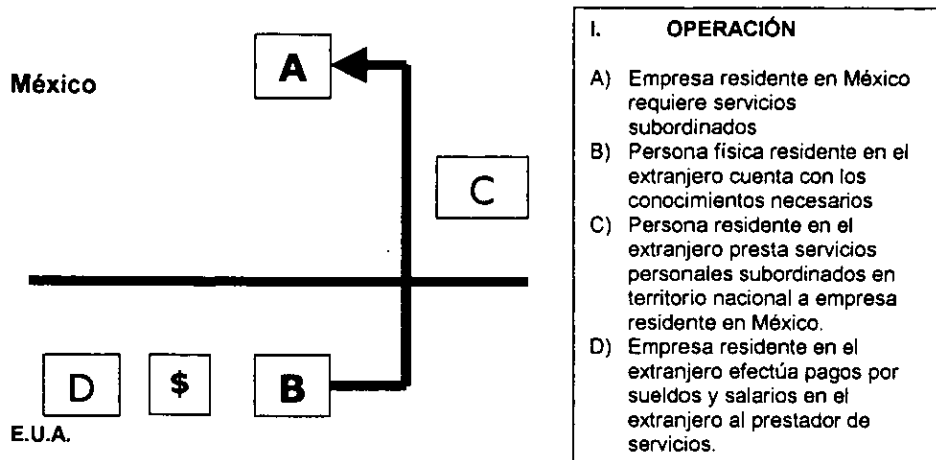 A
México
C
D
$
B
E.U.A.
I. OPERACIÓN
A) Empresa residente en México
requiere servicios
subordinados
B) Persona física residente en el
extranjero cuenta con los
conocimientos necesarios
C) Persona residente en el
extranjero presta servicios
personales subordinados en
territorio nacional a empresa
residente en México.
D) Empresa residente en el
extranjero efectúa pagos por
sueldos y salarios en el
extranjero al prestador de
servicios.